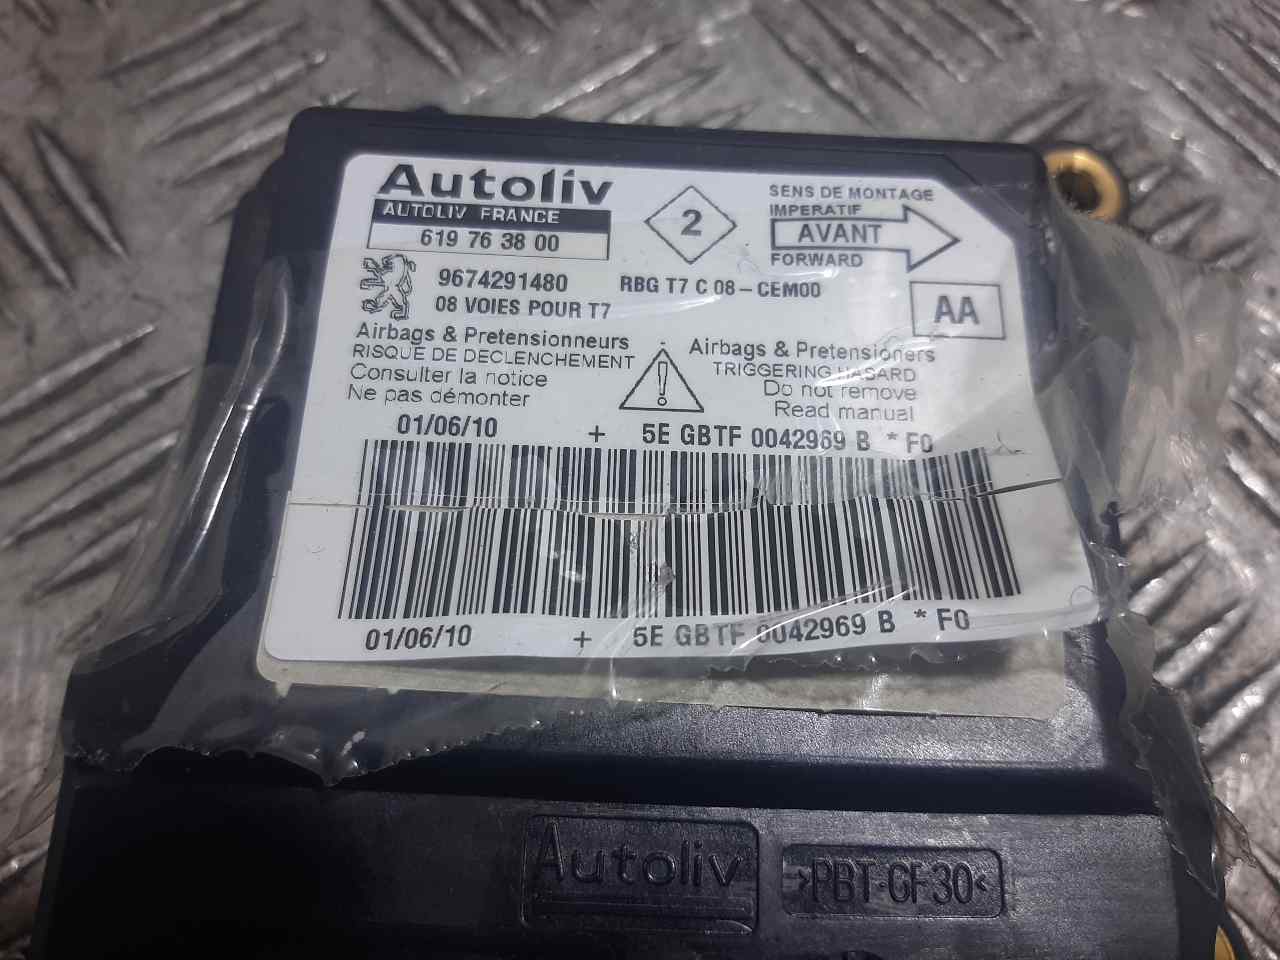 Autoliv
AUTOLIV FRANCE
619 76 38 00
2
SENS DE MONTAGE
IMPERATIF
AVANT
FORWARD
9674291480
RBG T7 C 08-CEM00
08 VOIES POUR T7
AA
Airbags & Pretensionneurs
RISQUE DE DECLENCHEMENT
Consulter la notice
Ne pas démonter
!
Airbags & Pretensioners
TRIGGERING HASARD
Do not remove
Read manual
01/06/10 + 5E GBTF 0042969 B * F0
01/06/10 + 5E GBTF 0042969 B * F0
Autoliv
>PBT-GF30<